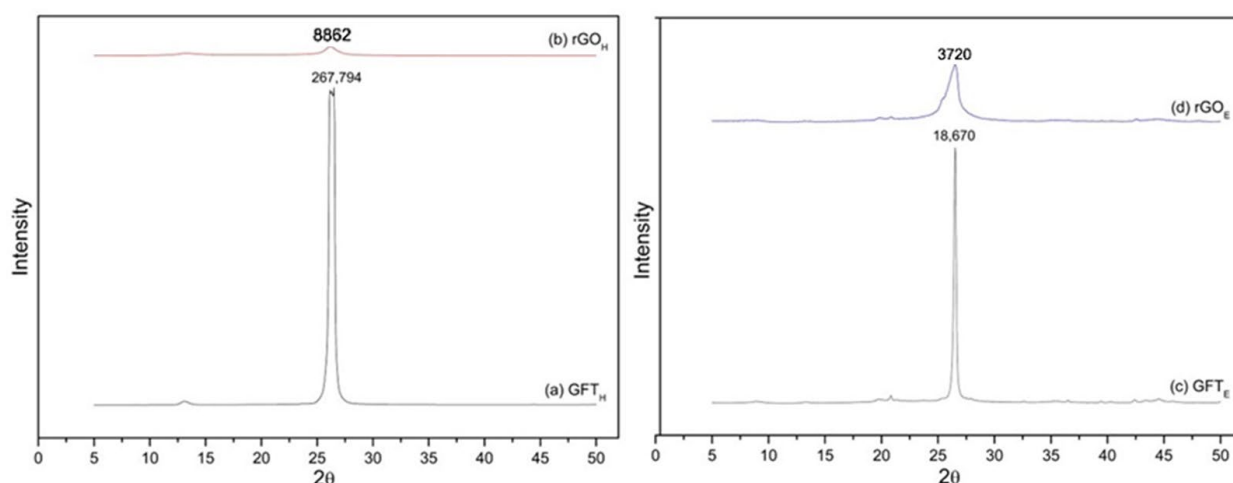 8862
(b) rGO_H
267,794
(a) GFT_H
Intensity
0 5 10 15 20 25 30 35 40 45 50
2θ
3720
(d) rGO_E
18,670
(c) GFT_E
Intensity
0 5 10 15 20 25 30 35 40 45 50
2θ